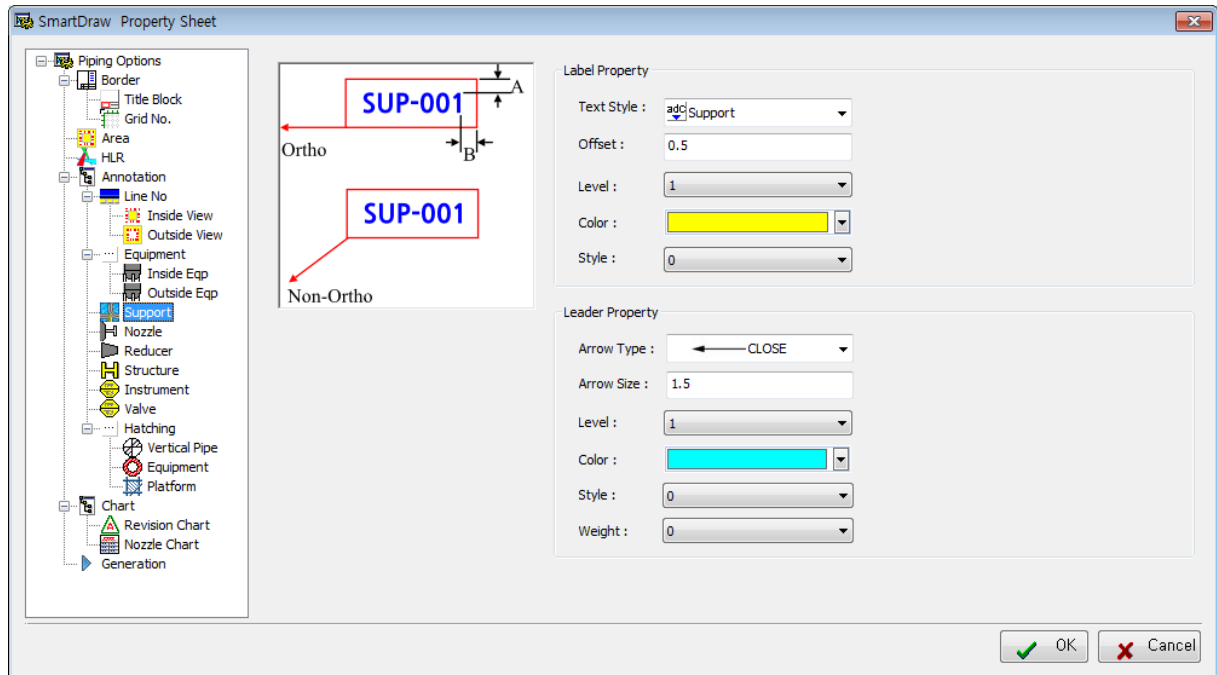 SmartDraw Property Sheet
Piping Options
Border
Title Block
Grid No.
Area
HLR
Annotation
Line No
Inside View
Outside View
Equipment
Inside Eqp
Outside Eqp
Support
Nozzle
Reducer
Structure
Instrument
Valve
Hatching
Vertical Pipe
Equipment
Platform
Chart
Revision Chart
Nozzle Chart
Generation
SUP-001
A
B
Ortho
SUP-001
Non-Ortho
Label Property
Text Style : Support
Offset : 0.5
Level : 1
Color :
Style : 0
Leader Property
Arrow Type : CLOSE
Arrow Size : 1.5
Level : 1
Color :
Style : 0
Weight : 0
OK Cancel